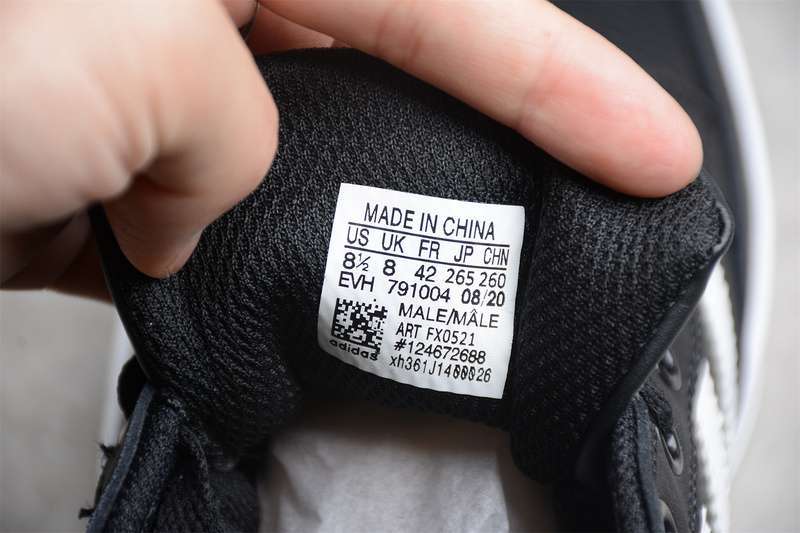 MADE IN CHINA
US UK FR JP CHN
8½ 8 42 265 260
EVH 791004 08/20
MALE/MÂLE
ART FX0521
#124672688
adidas